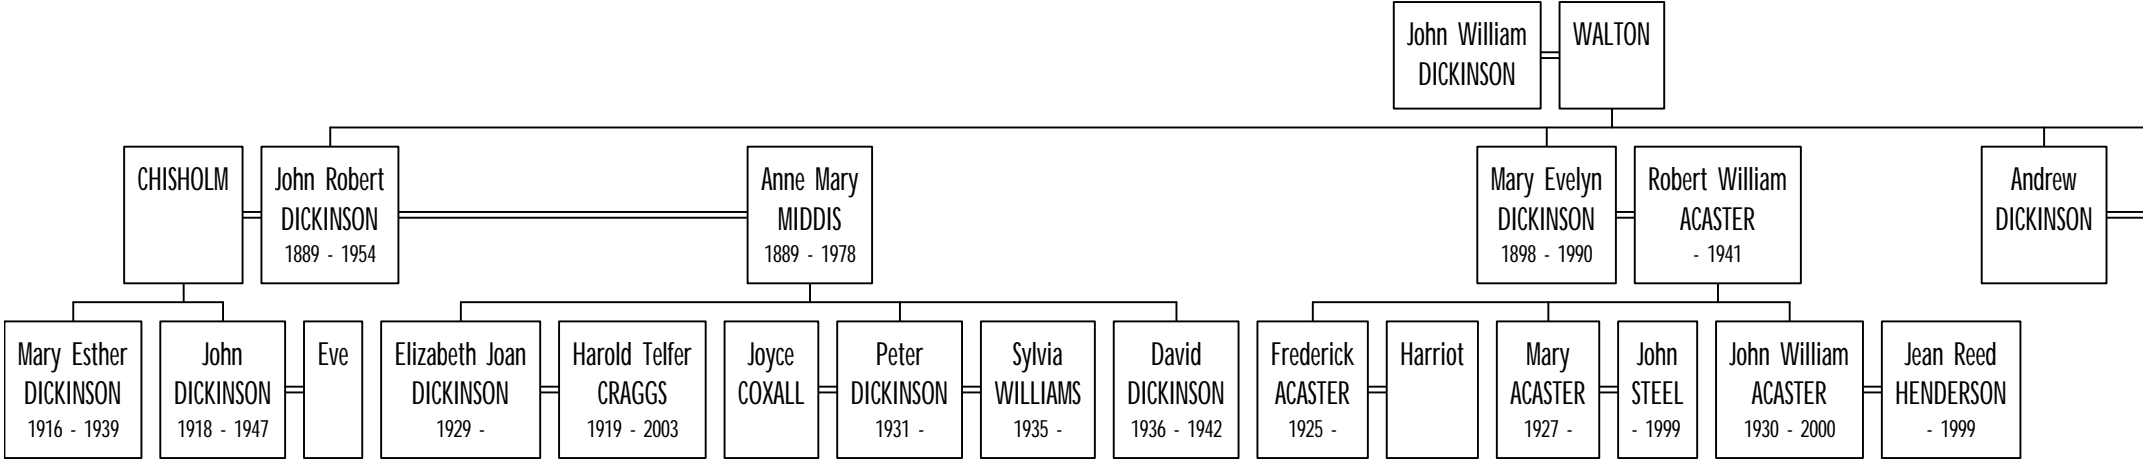 John William
DICKINSON
WALTON
CHISHOLM
John Robert
DICKINSON
1889 - 1954
Anne Mary
MIDDIS
1889 - 1978
Mary Evelyn
DICKINSON
1898 - 1990
Robert William
ACASTER
- 1941
Andrew
DICKINSON
Mary Esther
DICKINSON
1916 - 1939
John
DICKINSON
1918 - 1947
Eve
Elizabeth Joan
DICKINSON
1929 -
Harold Telfer
CRAGGS
1919 - 2003
Joyce
COXALL
Peter
DICKINSON
1931 -
Sylvia
WILLIAMS
1935 -
David
DICKINSON
1936 - 1942
Frederick
ACASTER
1925 -
Harriot
Mary
ACASTER
1927 -
John
STEEL
- 1999
John William
ACASTER
1930 - 2000
Jean Reed
HENDERSON
- 1999